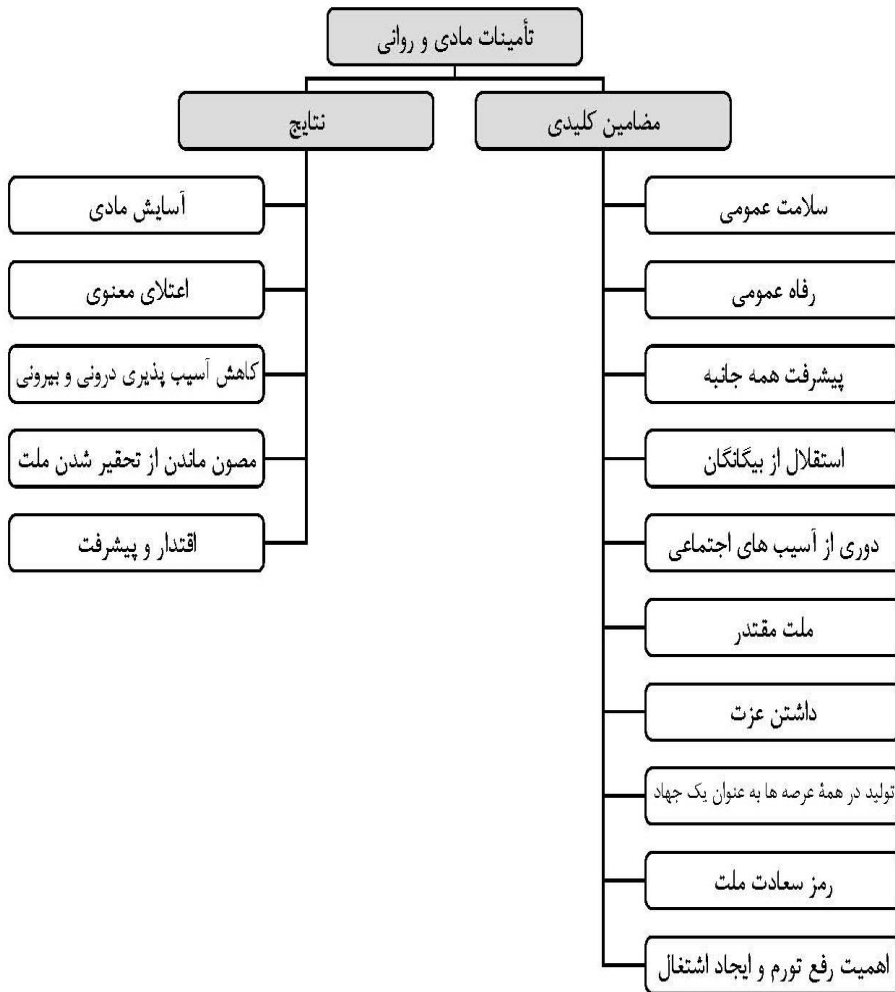 تأمینات مادی و روانی
مضامین کلیدی
سلامت عمومی
رفاه عمومی
پیشرفت همه جانبه
استقلال از بیگانگان
دوری از آسیب های اجتماعی
ملت مقتدر
داشتن عزت
تولید در همۀ عرصه ها به عنوان یک جهاد
رمز سعادت ملت
اهمیت رفع تورم و ایجاد اشتغال
نتایج
آسایش مادی
اعتلای معنوی
کاهش آسیب پذیری درونی و بیرونی
مصون ماندن از تحقیر شدن ملت
اقتدار و پیشرفت